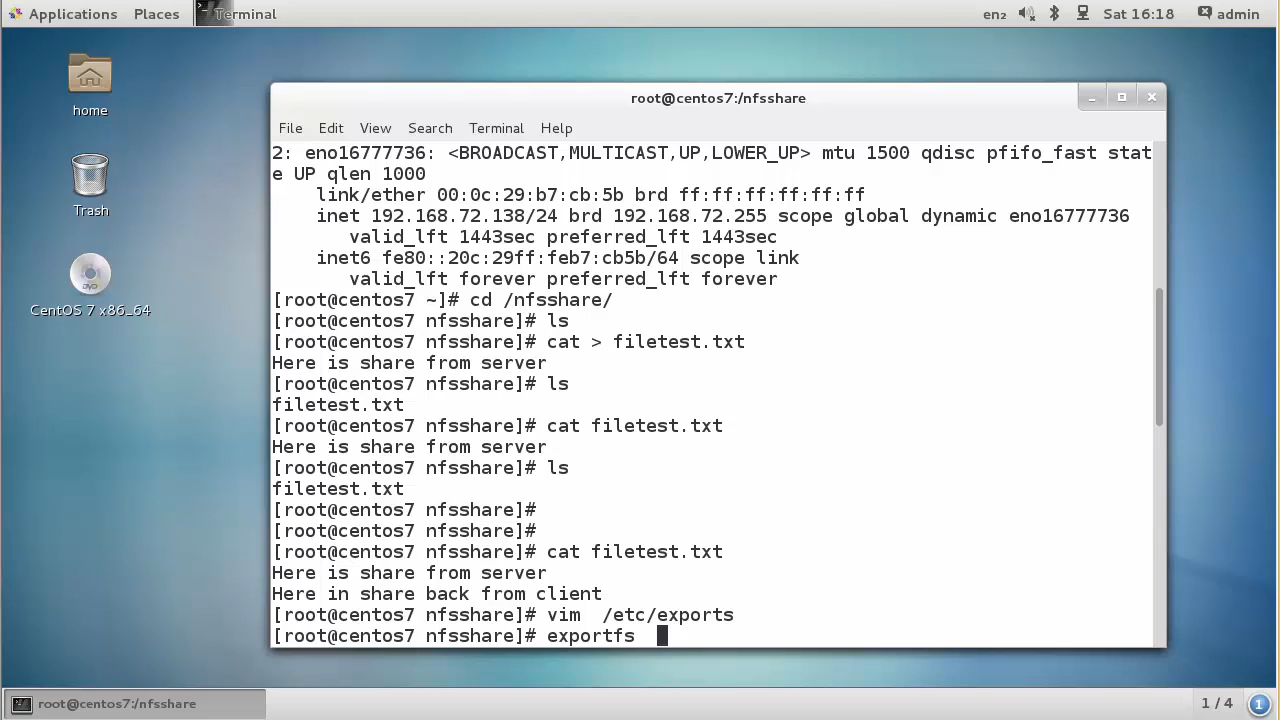 Applications Places Terminal en₂ Sat 16:18 admin
home
Trash
DVD
CentOS 7 x86_64
root@centos7:/nfsshare
File Edit View Search Terminal Help
2: eno16777736: <BROADCAST,MULTICAST,UP,LOWER_UP> mtu 1500 qdisc pfifo_fast stat
e UP qlen 1000
link/ether 00:0c:29:b7:cb:5b brd ff:ff:ff:ff:ff:ff
inet 192.168.72.138/24 brd 192.168.72.255 scope global dynamic eno16777736
valid_lft 1443sec preferred_lft 1443sec
inet6 fe80::20c:29ff:feb7:cb5b/64 scope link
valid_lft forever preferred_lft forever
[root@centos7 ~]# cd /nfsshare/
[root@centos7 nfsshare]# ls
[root@centos7 nfsshare]# cat > filetest.txt
Here is share from server
[root@centos7 nfsshare]# ls
filetest.txt
[root@centos7 nfsshare]# cat filetest.txt
Here is share from server
[root@centos7 nfsshare]# ls
filetest.txt
[root@centos7 nfsshare]#
[root@centos7 nfsshare]#
[root@centos7 nfsshare]# cat filetest.txt
Here is share from server
Here in share back from client
[root@centos7 nfsshare]# vim  /etc/exports
[root@centos7 nfsshare]# exportfs
root@centos7:/nfsshare 1 / 4 1